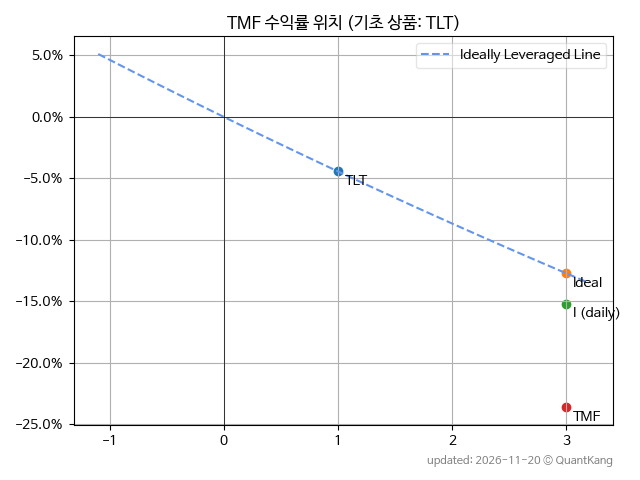 TMF 수익률 위치 (기초 상품: TLT)
Ideally Leveraged Line
5.0%
0.0%
−5.0%
−10.0%
−15.0%
−20.0%
−25.0%
TLT
Ideal
I (daily)
TMF
−1
0
1
2
3
updated: 2026-11-20 © QuantKang